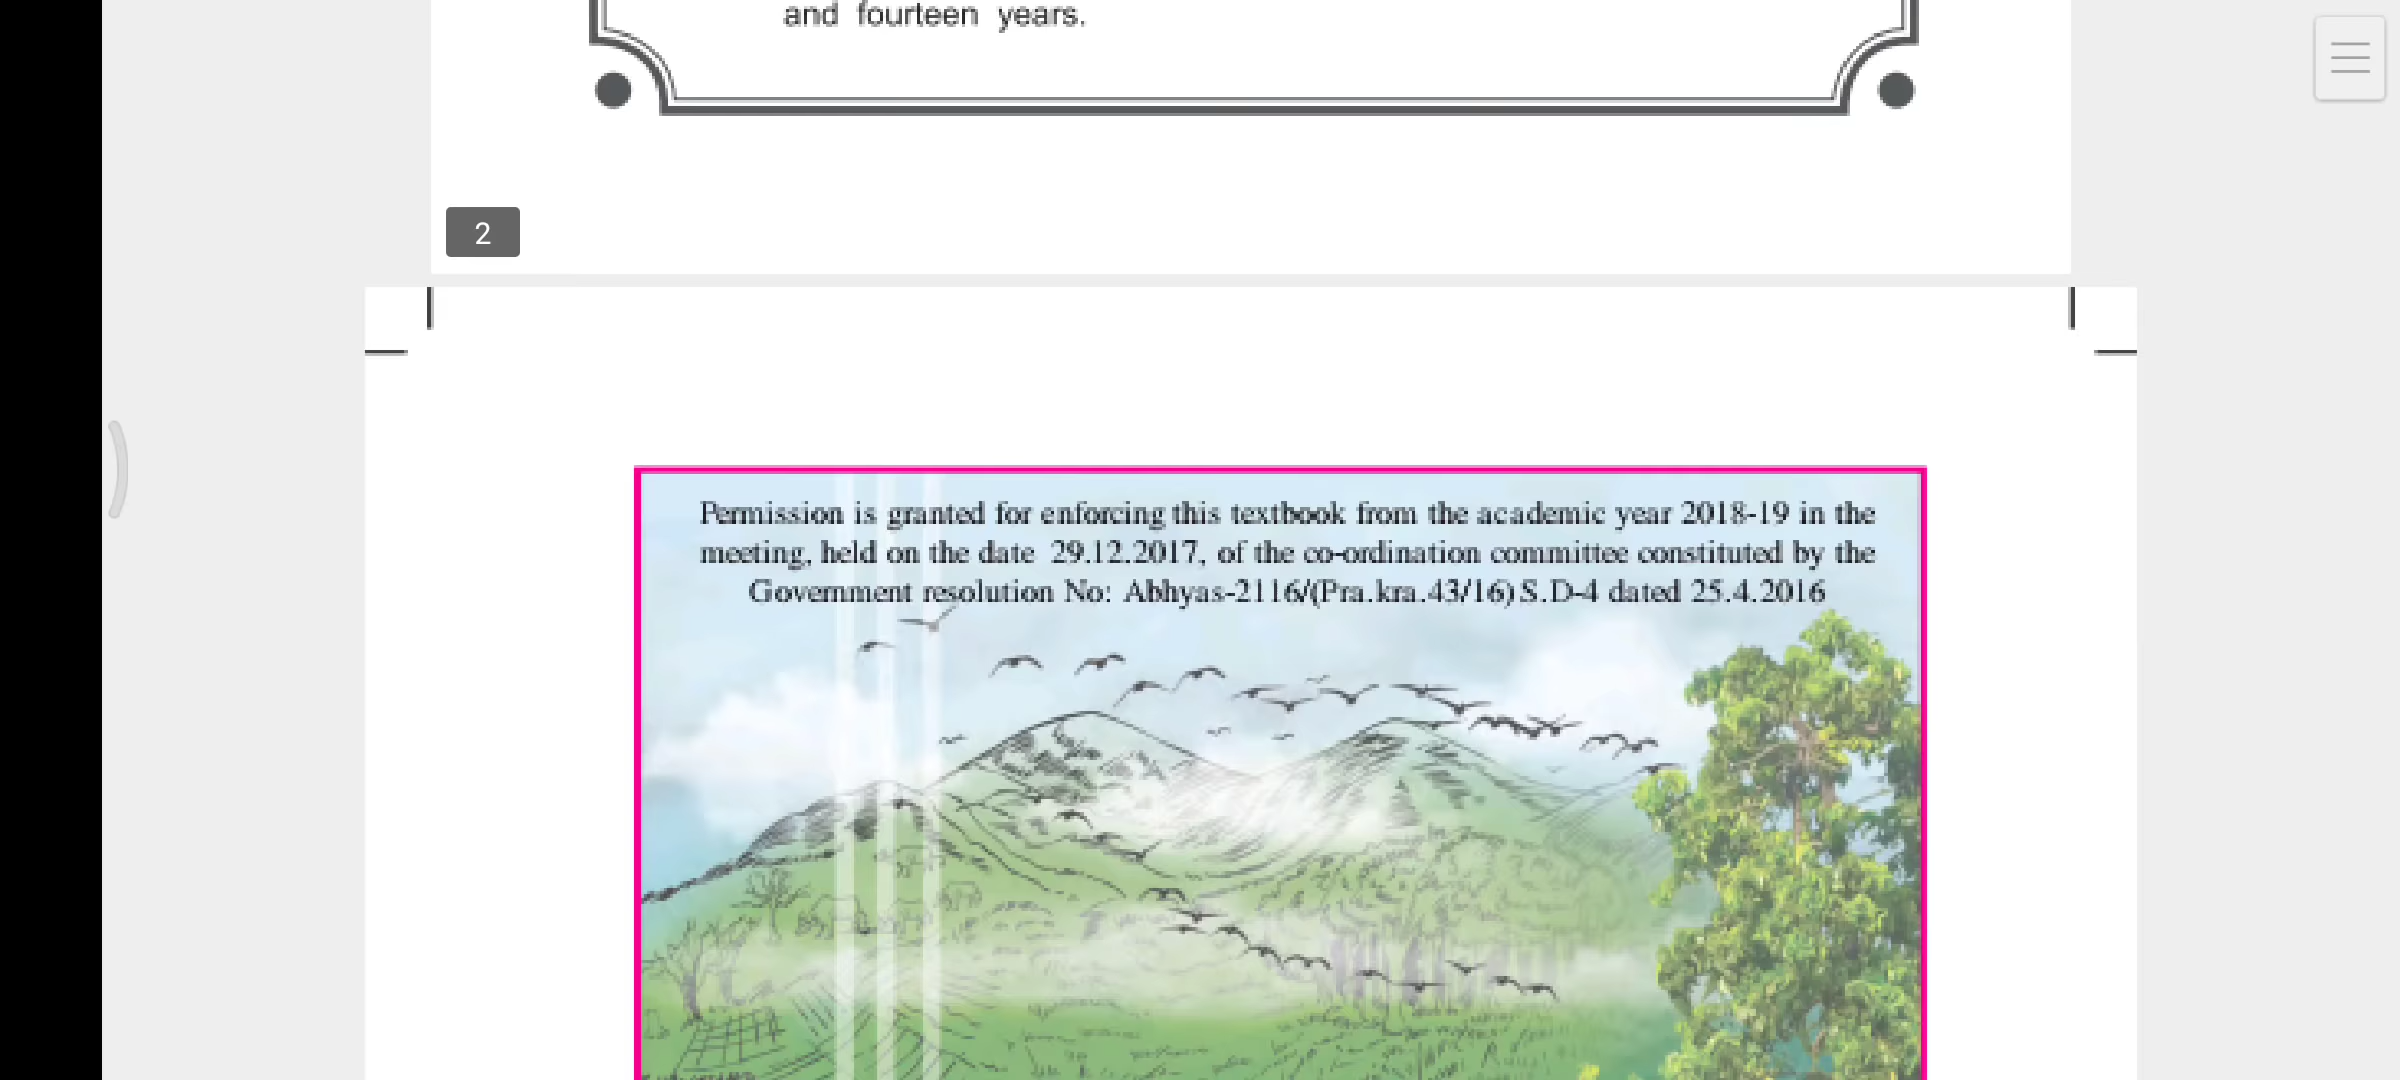 and fourteen years.
2
Permission is granted for enforcing this textbook from the academic year 2018-19 in the
meeting, held on the date 29.12.2017, of the co-ordination committee constituted by the
Government resolution No: Abhyas-2116/(Pra.kra.43/16) S.D-4 dated 25.4.2016